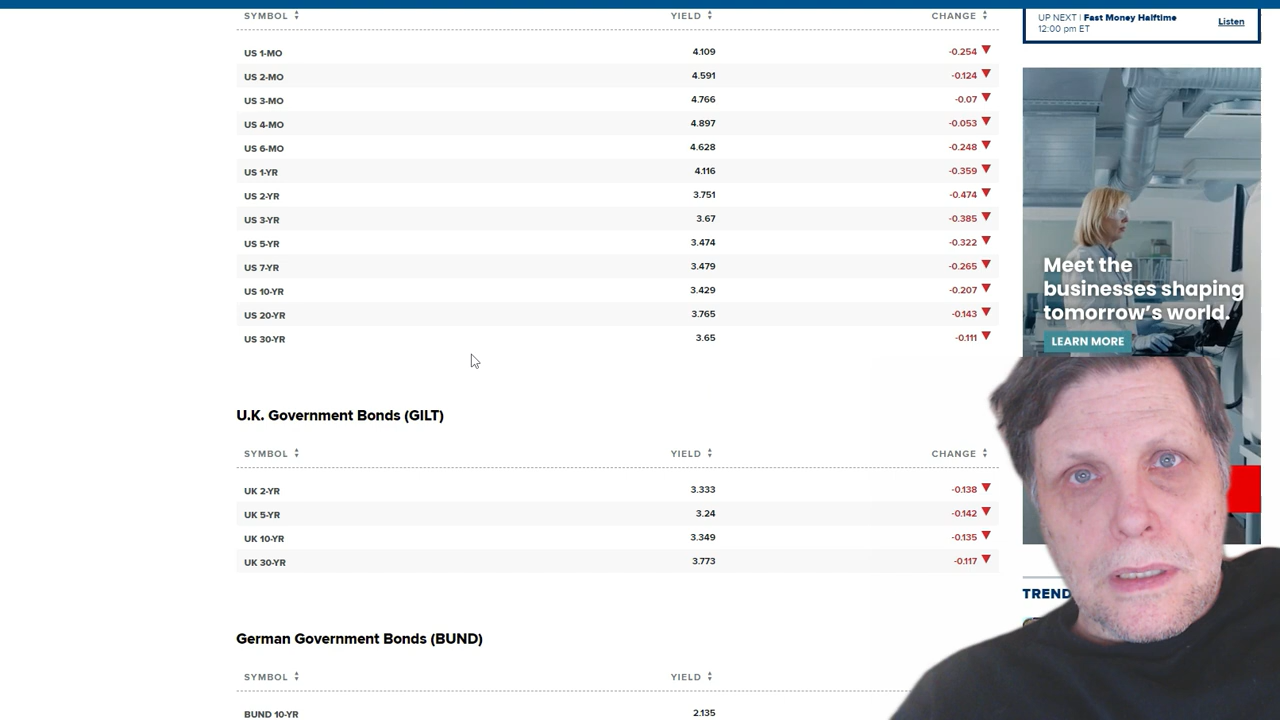 SYMBOL YIELD CHANGE
US 1-MO 4.109 -0.254
US 2-MO 4.591 -0.124
US 3-MO 4.766 -0.07
US 4-MO 4.897 -0.053
US 6-MO 4.628 -0.248
US 1-YR 4.116 -0.359
US 2-YR 3.751 -0.474
US 3-YR 3.67 -0.385
US 5-YR 3.474 -0.322
US 7-YR 3.479 -0.265
US 10-YR 3.429 -0.207
US 20-YR 3.765 -0.143
US 30-YR 3.65 -0.111
U.K. Government Bonds (GILT)
SYMBOL YIELD CHANGE
UK 2-YR 3.333 -0.138
UK 5-YR 3.24 -0.142
UK 10-YR 3.349 -0.135
UK 30-YR 3.773 -0.117
German Government Bonds (BUND)
SYMBOL YIELD
BUND 10-YR 2.135
UP NEXT | Fast Money Halftime
12:00 pm ET
Listen
Meet the
businesses shaping
tomorrow's world.
LEARN MORE
TREND